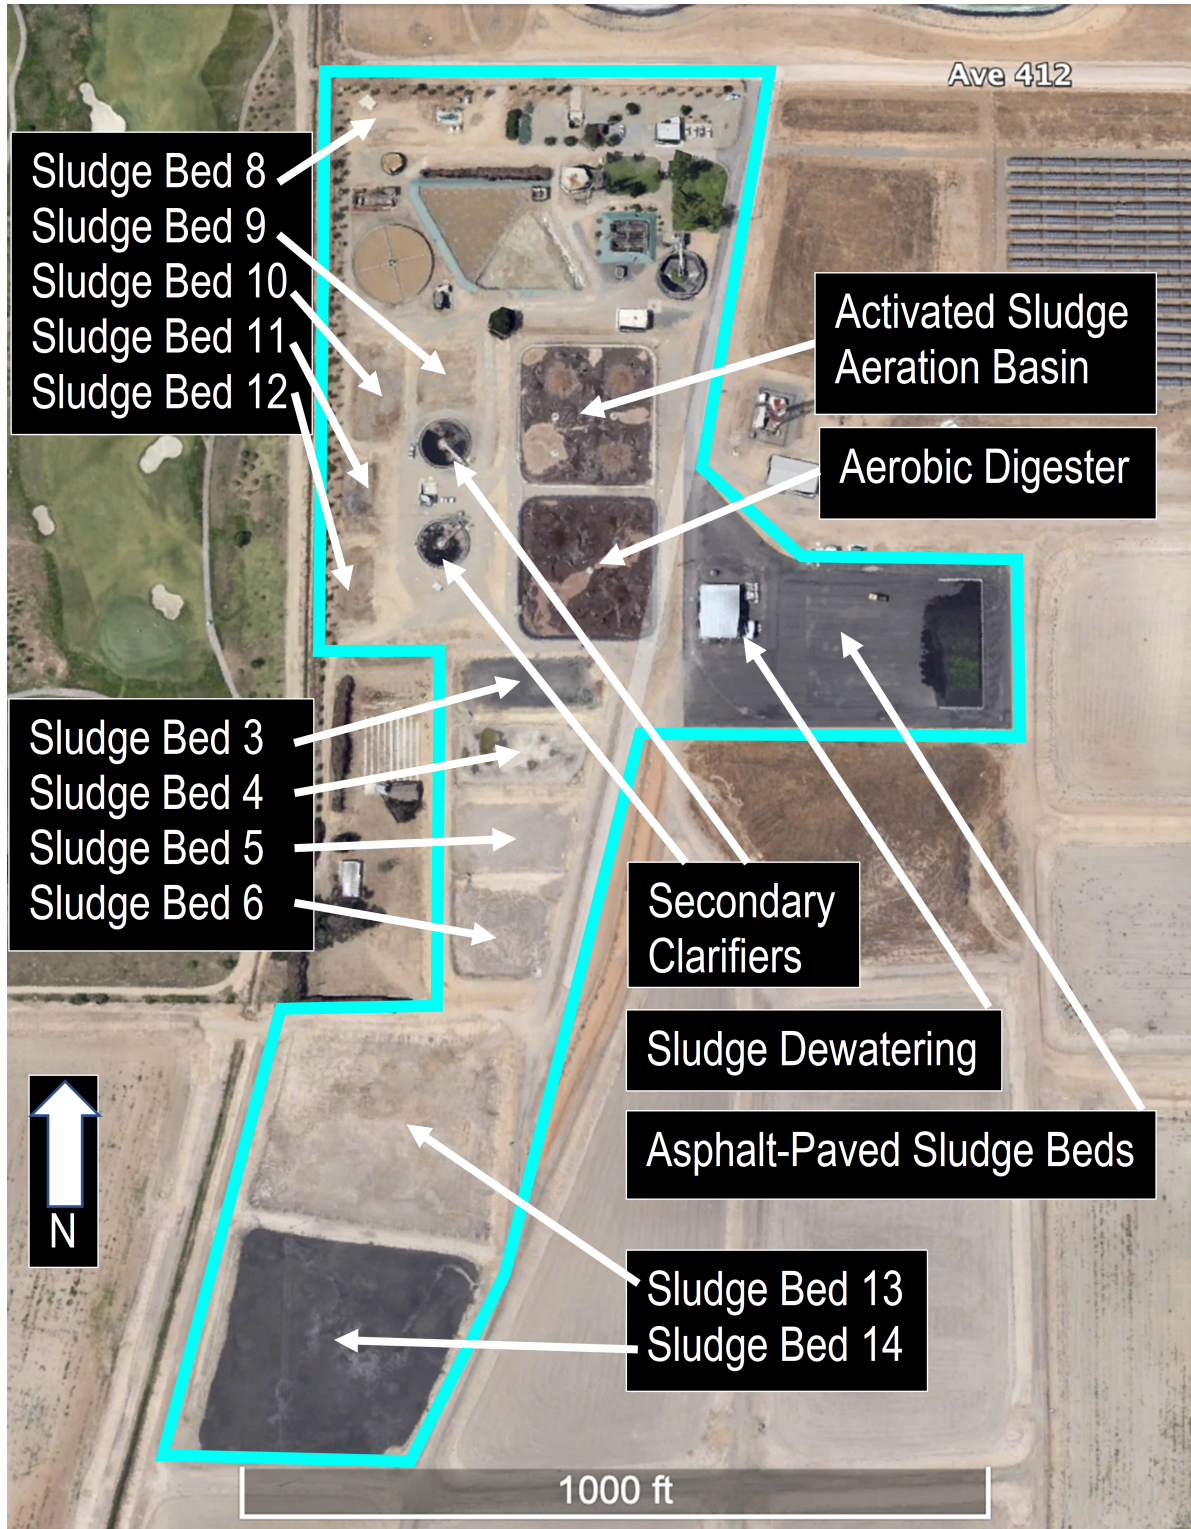 Ave 412
Sludge Bed 8
Sludge Bed 9
Sludge Bed 10
Sludge Bed 11
Sludge Bed 12
Activated Sludge
Aeration Basin
Aerobic Digester
Sludge Bed 3
Sludge Bed 4
Sludge Bed 5
Sludge Bed 6
Secondary
Clarifiers
Sludge Dewatering
Asphalt-Paved Sludge Beds
N
Sludge Bed 13
Sludge Bed 14
1000 ft